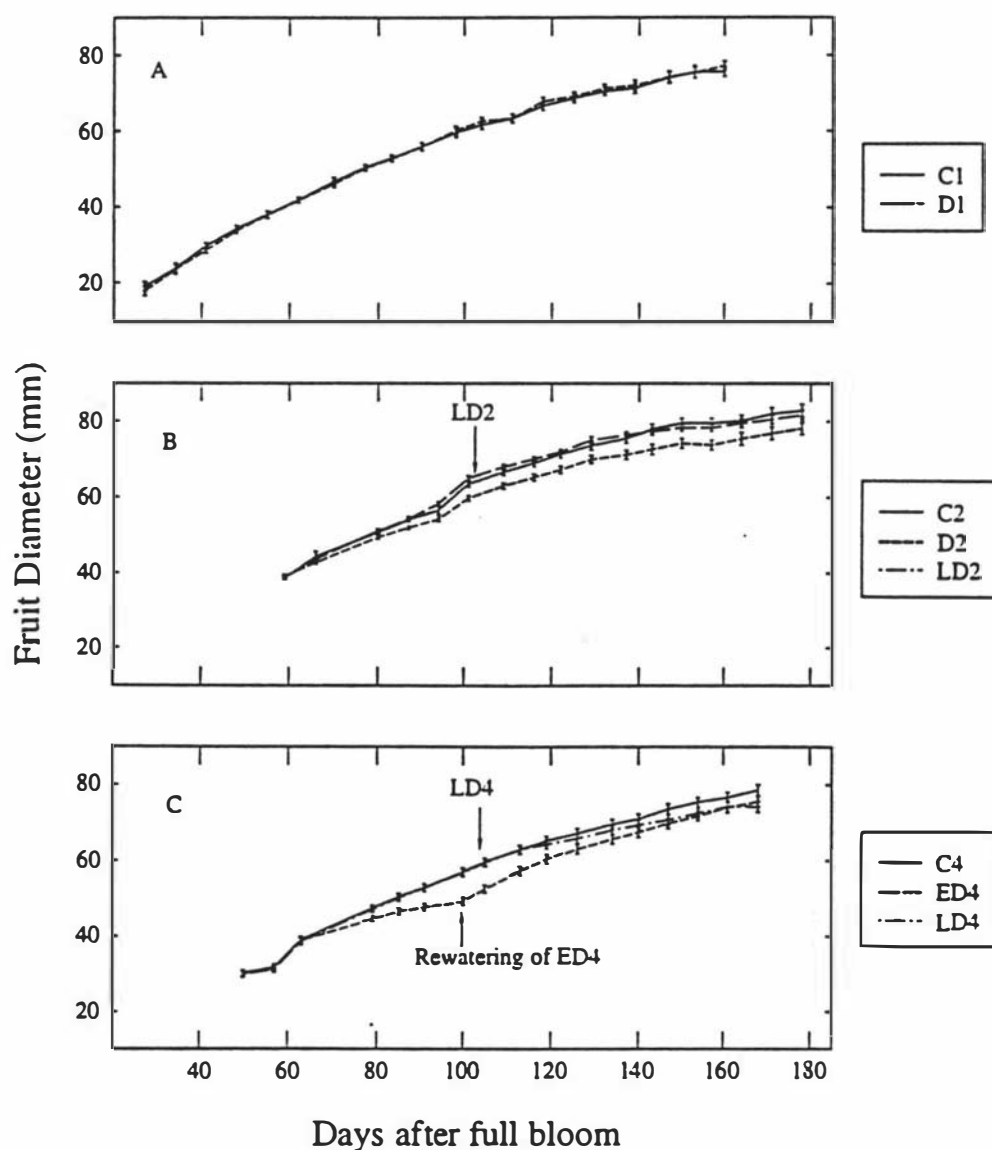 Fruit Diameter (mm)
A
80
60
40
20
C1
D1
B
LD2
80
60
40
20
C2
D2
LD2
C
LD4
Rewatering of ED4
80
60
40
20
C4
ED4
LD4
40 60 80 100 120 140 160 180
Days after full bloom